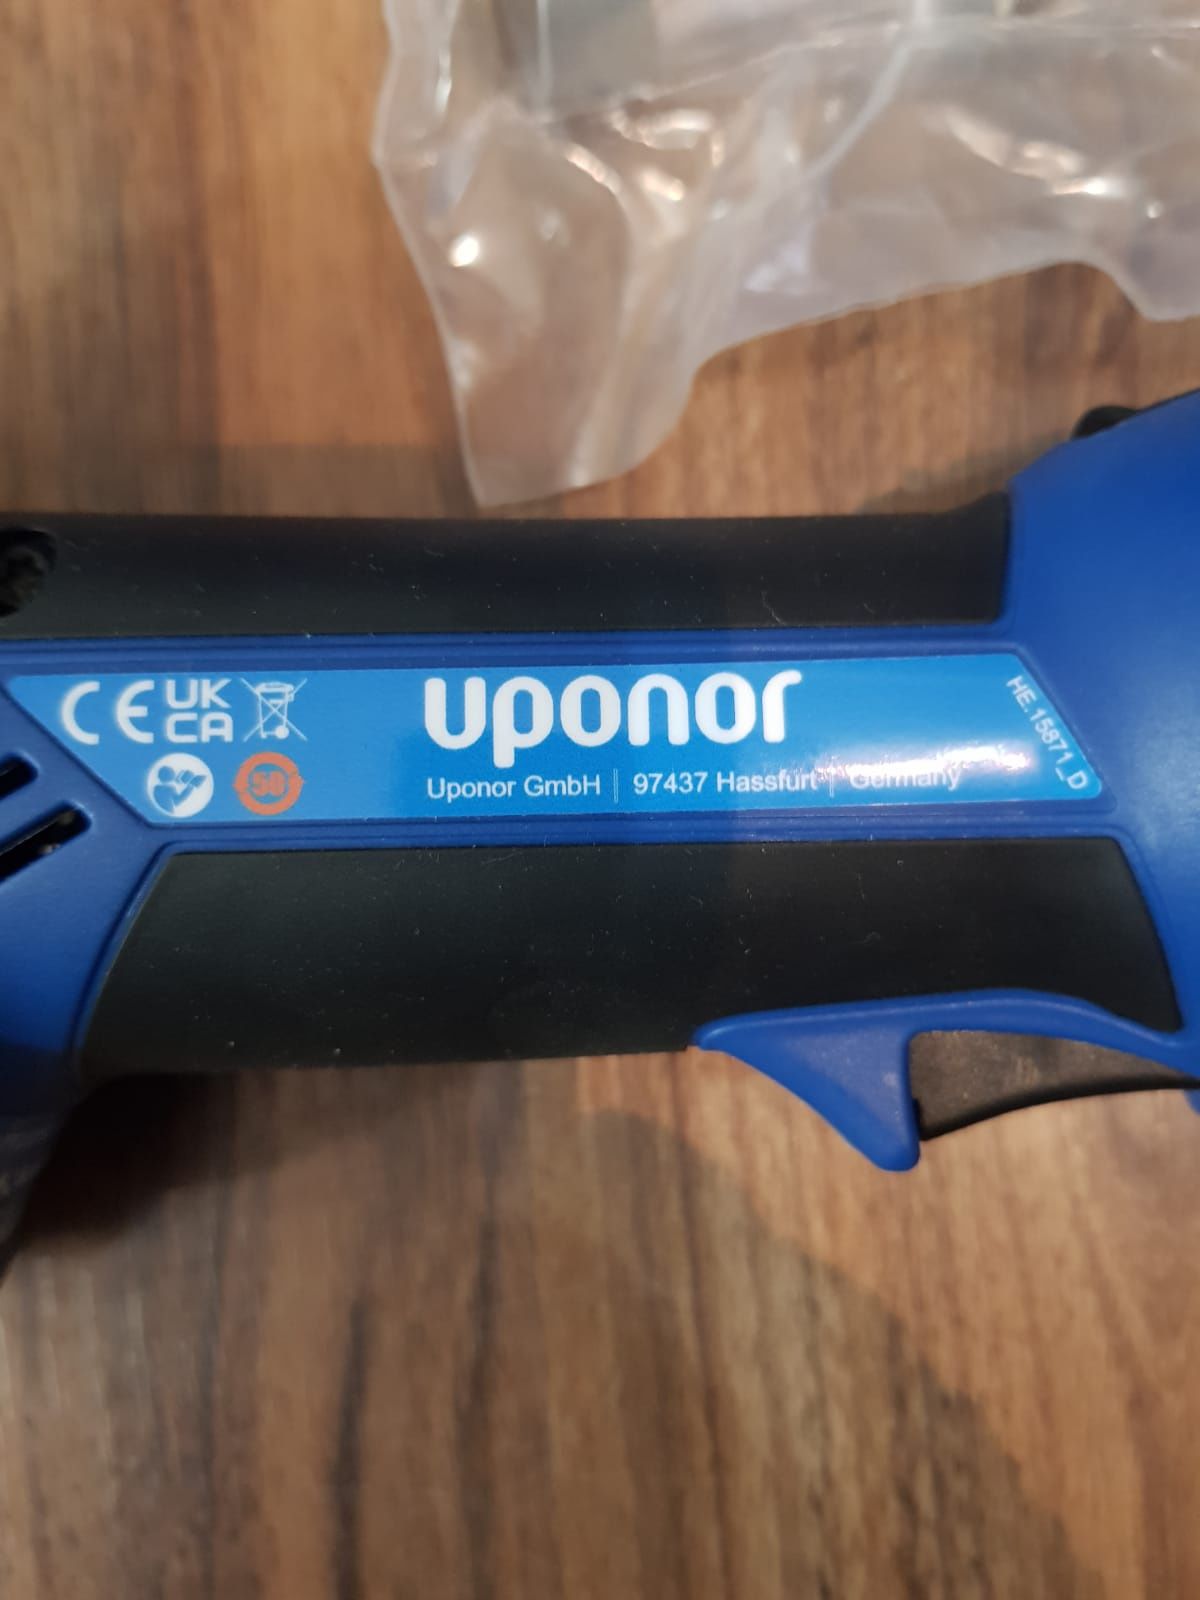 CE UK
CA
uponor
50
Uponor GmbH | 97437 Hassfurt | Germany
HE.15871_D